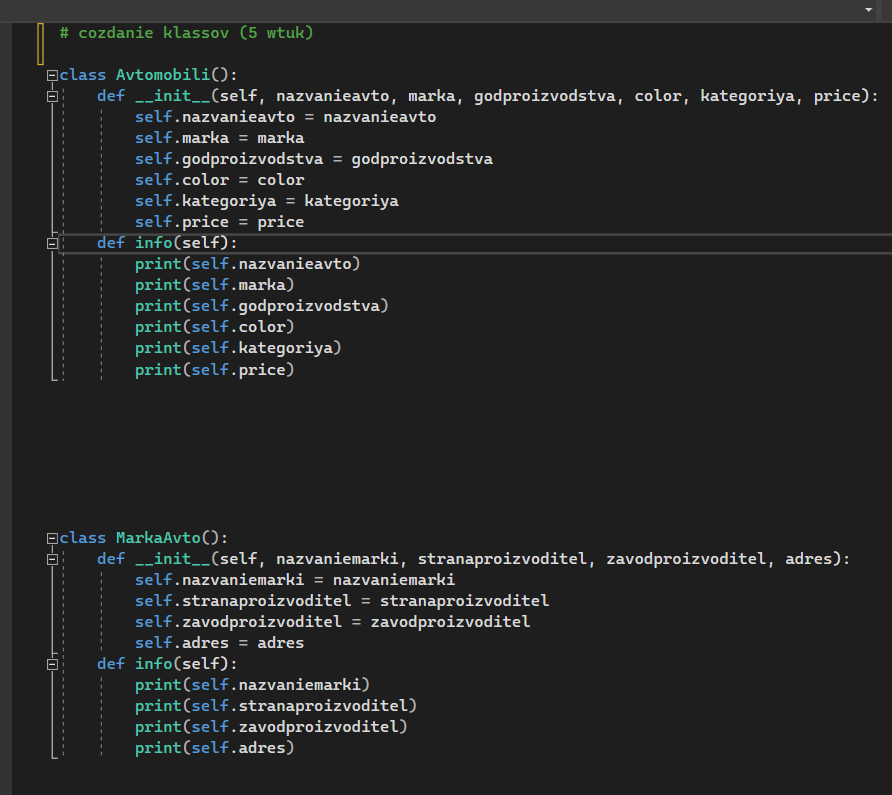 # cozdanie klassov (5 wtuk)
class Avtomobili():
def __init__(self, nazvanieavto, marka, godproizvodstva, color, kategoriya, price):
self.nazvanieavto = nazvanieavto
self.marka = marka
self.godproizvodstva = godproizvodstva
self.color = color
self.kategoriya = kategoriya
self.price = price
def info(self):
print(self.nazvanieavto)
print(self.marka)
print(self.godproizvodstva)
print(self.color)
print(self.kategoriya)
print(self.price)
class MarkaAvto():
def __init__(self, nazvaniemarki, stranaproizvoditel, zavodproizvoditel, adres):
self.nazvaniemarki = nazvaniemarki
self.stranaproizvoditel = stranaproizvoditel
self.zavodproizvoditel = zavodproizvoditel
self.adres = adres
def info(self):
print(self.nazvaniemarki)
print(self.stranaproizvoditel)
print(self.zavodproizvoditel)
print(self.adres)